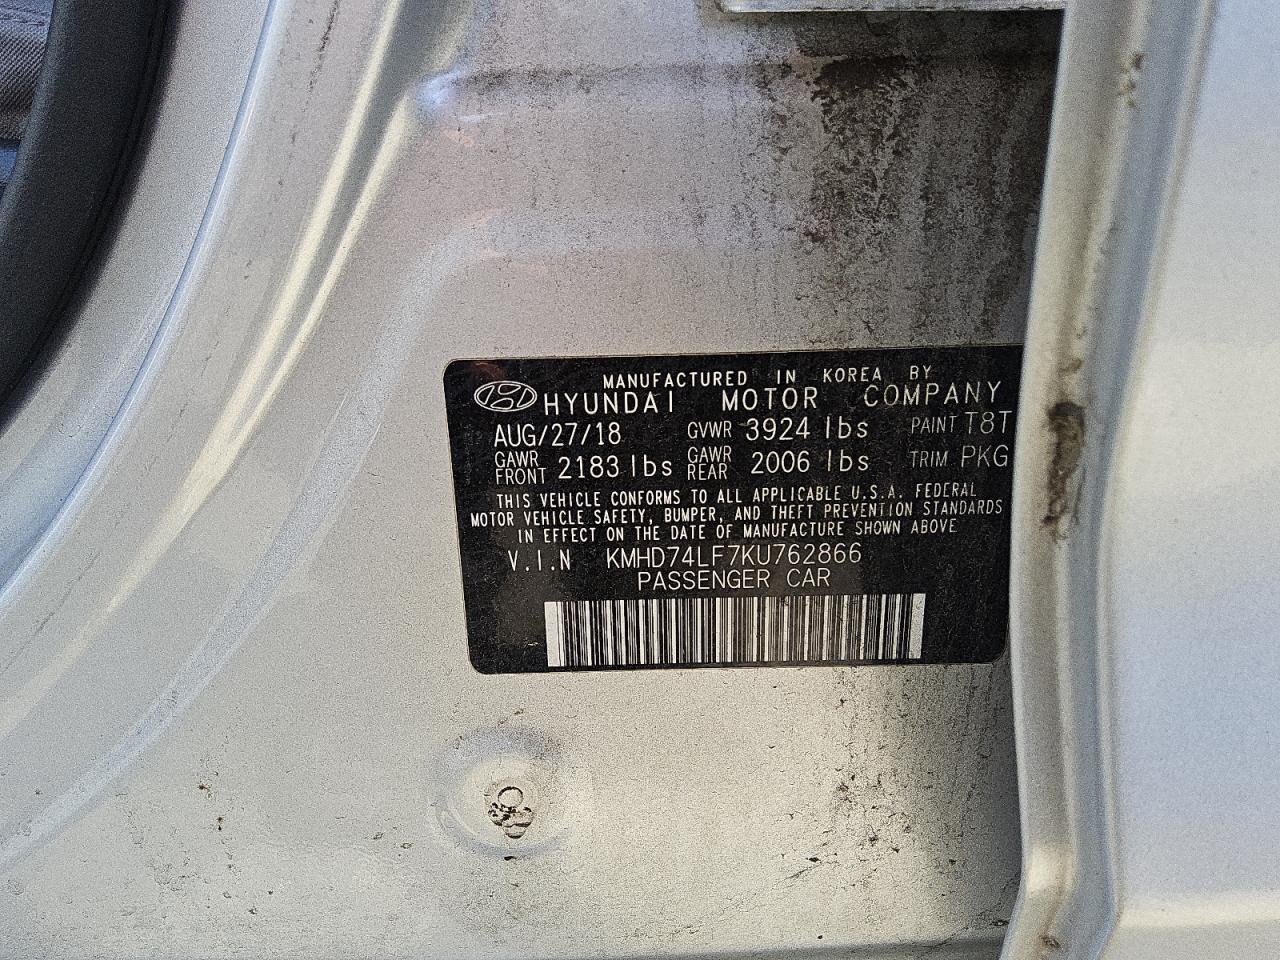 MANUFACTURED IN KOREA BY
HYUNDAI MOTOR COMPANY
AUG/27/18 GVWR 3924 lbs PAINT T8T
GAWR FRONT 2183 lbs GAWR REAR 2006 lbs TRIM PKG
THIS VEHICLE CONFORMS TO ALL APPLICABLE U.S.A. FEDERAL
MOTOR VEHICLE SAFETY, BUMPER, AND THEFT PREVENTION STANDARDS
IN EFFECT ON THE DATE OF MANUFACTURE SHOWN ABOVE
V.I.N KMHD74LF7KU762866
PASSENGER CAR